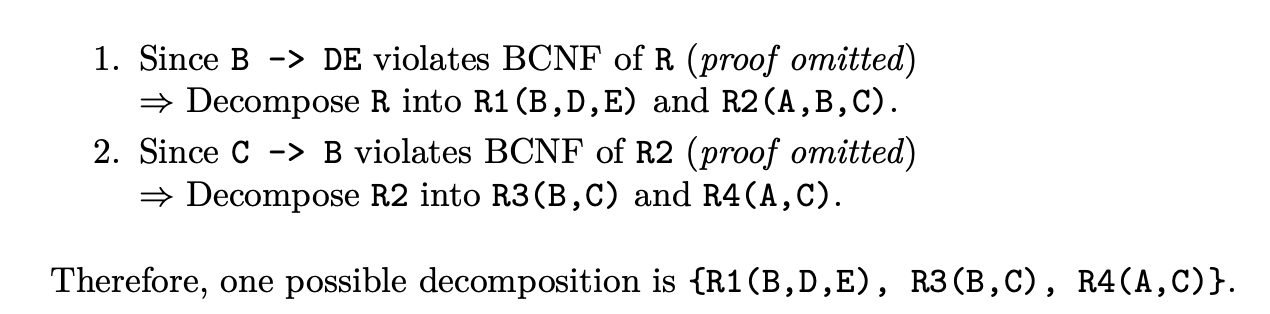 1. Since B -> DE violates BCNF of R (proof omitted)
⇒ Decompose R into R1(B,D,E) and R2(A,B,C).
2. Since C -> B violates BCNF of R2 (proof omitted)
⇒ Decompose R2 into R3(B,C) and R4(A,C).
Therefore, one possible decomposition is {R1(B,D,E), R3(B,C), R4(A,C)}.